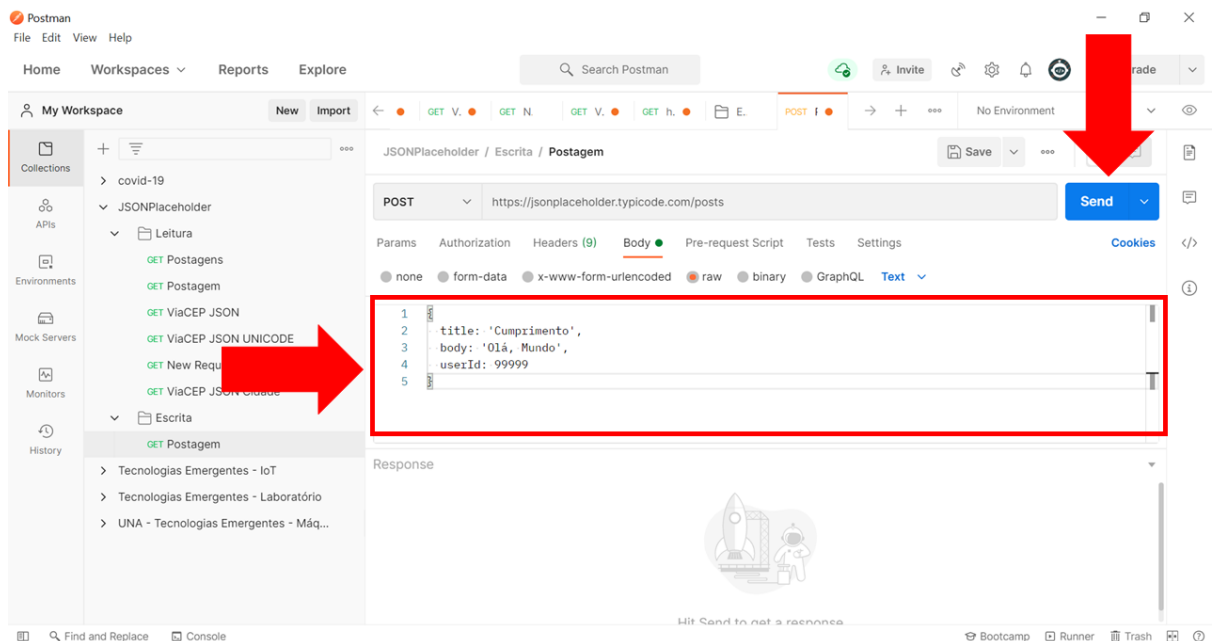 Postman
File Edit View Help
Home Workspaces Reports Explore Search Postman Invite rade
My Workspace New Import GET V. GET N. GET V. GET h. E. POST No Environment
Collections
APIs
Environments
Mock Servers
Monitors
History
covid-19
JSONPlaceholder
Leitura
GET Postagens
GET Postagem
GET ViaCEP JSON
GET ViaCEP JSON UNICODE
GET New Requ
GET ViaCEP JSON Cidade
Escrita
GET Postagem
Tecnologias Emergentes - IoT
Tecnologias Emergentes - Laboratório
UNA - Tecnologias Emergentes - Máq...
JSONPlaceholder / Escrita / Postagem Save
POST https://jsonplaceholder.typicode.com/posts Send
Params Authorization Headers (9) Body Pre-request Script Tests Settings Cookies
none form-data x-www-form-urlencoded raw binary GraphQL Text
1 {
2 title: 'Cumprimento',
3 body: 'Olá, Mundo',
4 userId: 99999
5 }
Response
Hit Send to get a response
Find and Replace Console Bootcamp Runner Trash